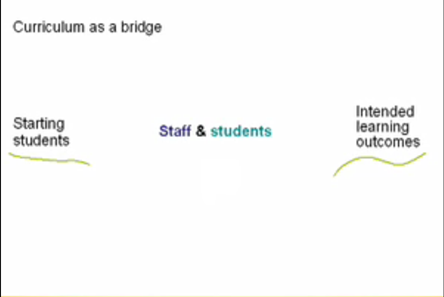 Curriculum as a bridge
Starting
students
Staff & students
Intended
learning
outcomes